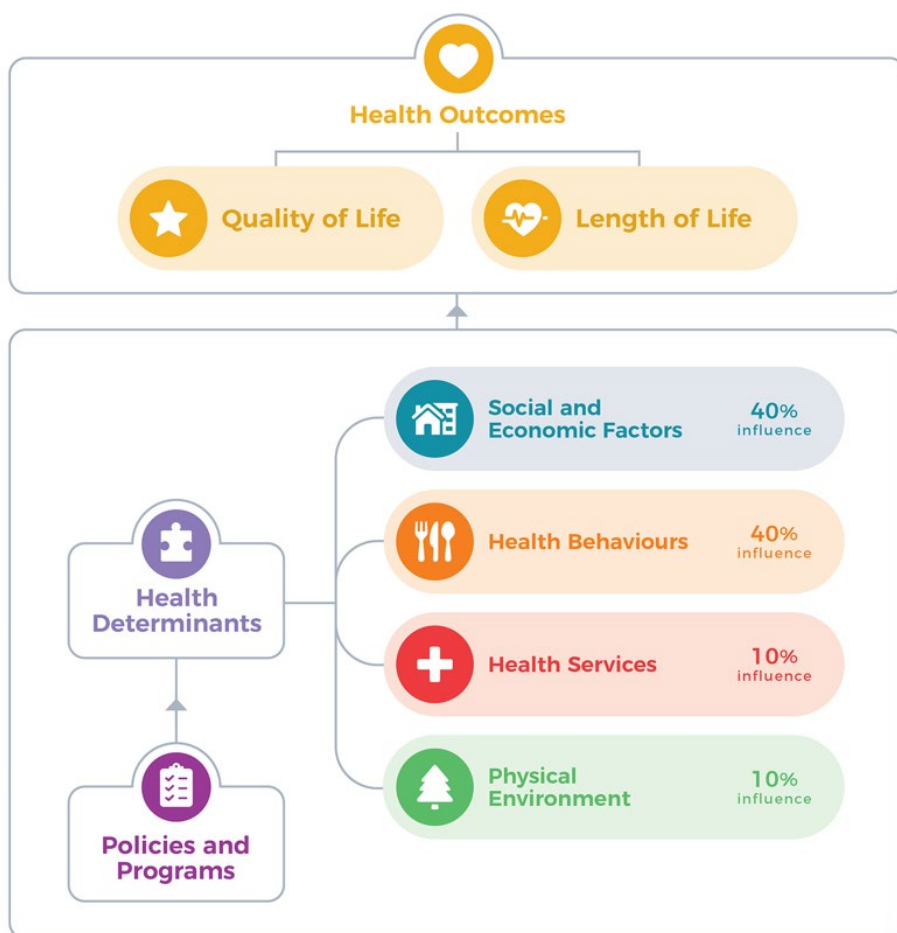 Health Outcomes
Quality of Life
Length of Life
Social and
Economic Factors
40%
influence
Health Behaviours
40%
influence
Health
Determinants
Health Services
10%
influence
Physical
Environment
10%
influence
Policies and
Programs